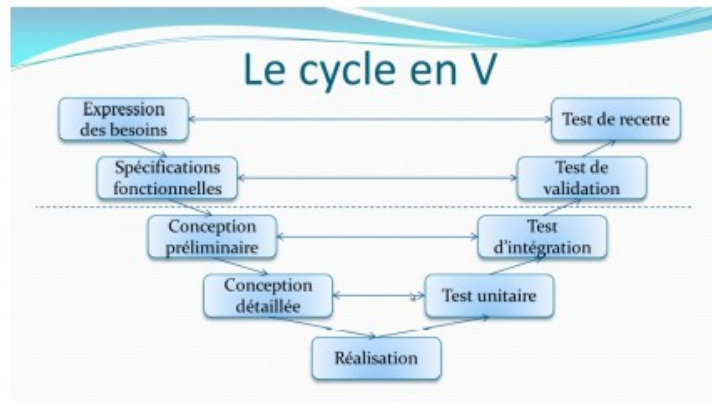 Le cycle en V
Expression
des besoins
Test de recette
Spécifications
fonctionnelles
Test de
validation
Conception
préliminaire
Test
d'intégration
Conception
détaillée
Test unitaire
Réalisation